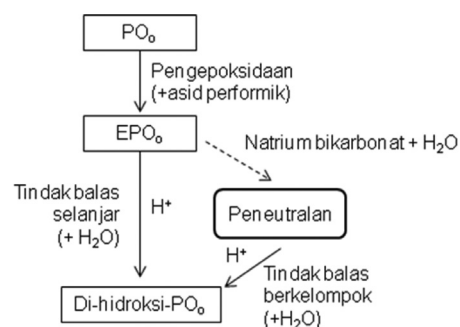 POₒ
Pengepoksidaan
(+asid performik)
EPOₒ
Natrium bikarbonat + H₂O
Tindak balas
selanjar
(+ H₂O)
H⁺
Peneutralan
H⁺
Tindak balas
berkelompok
(+H₂O)
Di-hidroksi-POₒ